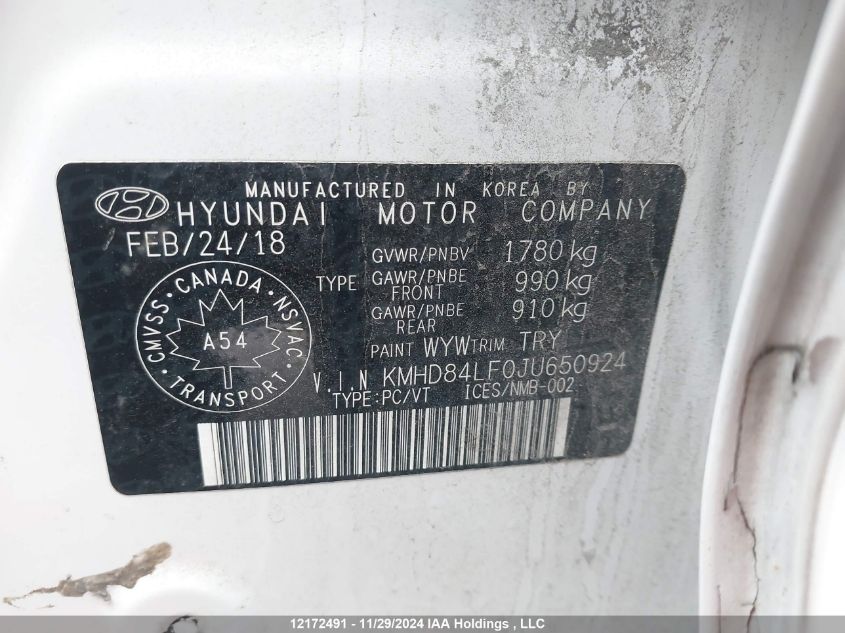 MANUFACTURED IN KOREA BY
HYUNDAI MOTOR COMPANY
FEB/24/18
GVWR/PNBV 1780 kg
TYPE GAWR/PNBE FRONT 990 kg
GAWR/PNBE REAR 910 kg
PAINT WYW TRIM TRY
CMVSS · CANADA · NSVAC · TRANSPORT ·
A54
V.I.N KMHD84LF0JU650924
TYPE:PC/VT ICES/NMB-002
12172491 - 11/29/2024 IAA Holdings , LLC